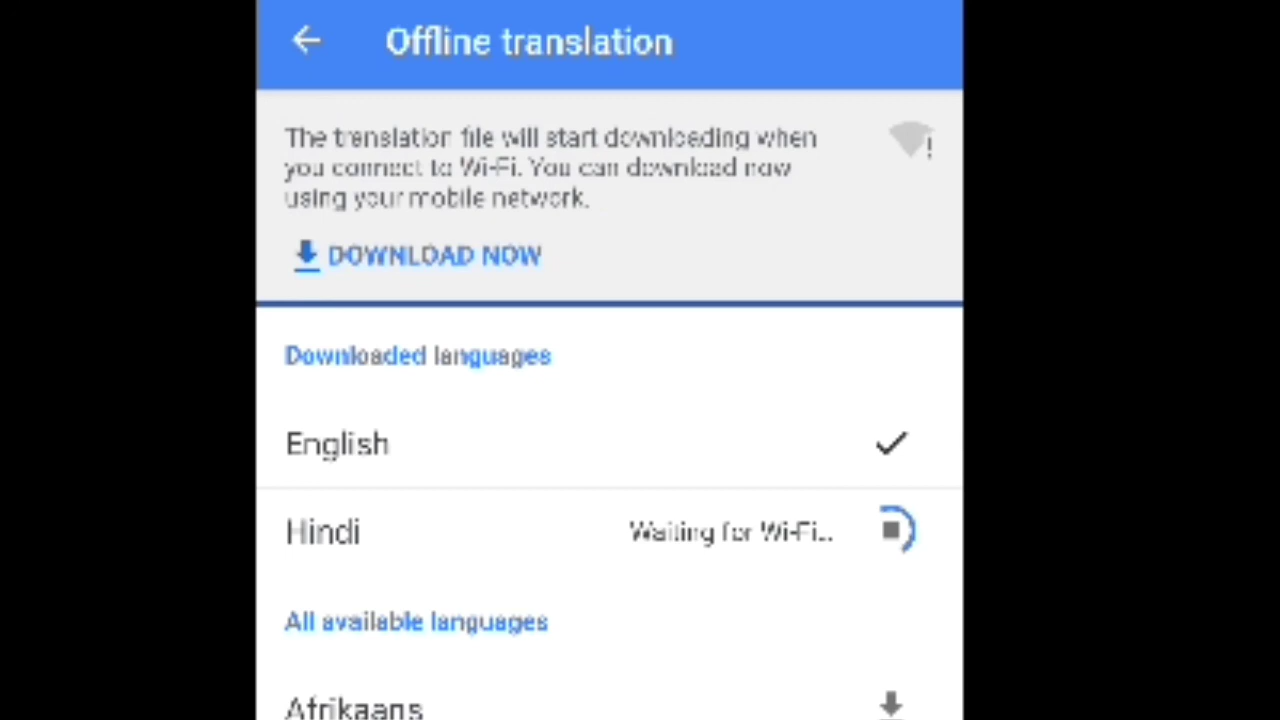 Offline translation
The translation file will start downloading when
you connect to Wi-Fi. You can download now
using your mobile network.
DOWNLOAD NOW
Downloaded languages
English
Hindi Waiting for Wi-Fi...
All available languages
Afrikaans